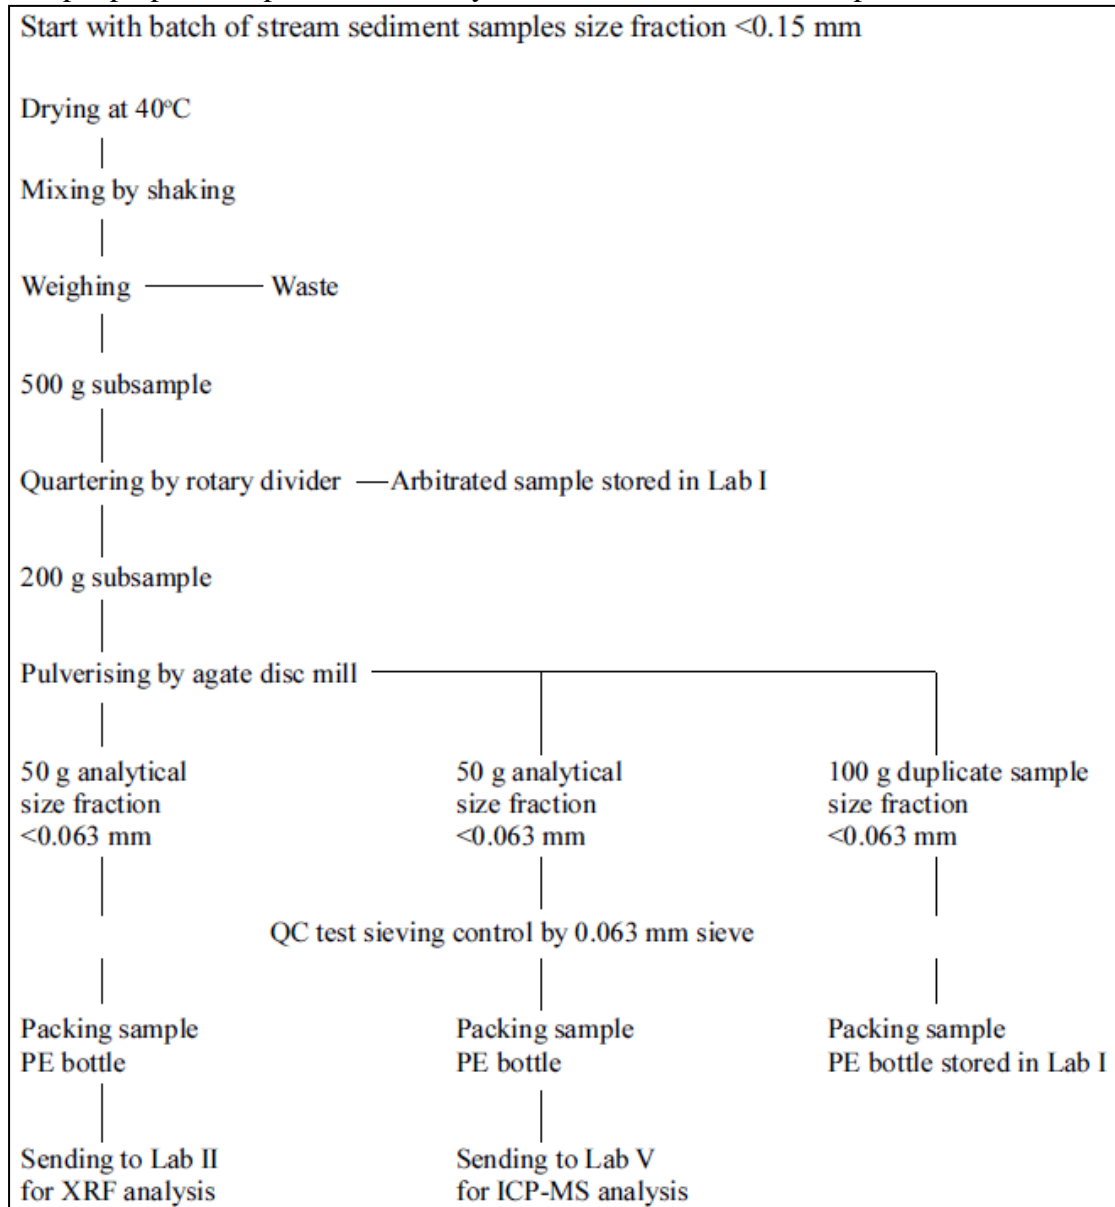 Start with batch of stream sediment samples size fraction <0.15 mm
Drying at 40°C
Mixing by shaking
Weighing
Waste
500 g subsample
Quartering by rotary divider
Arbitrated sample stored in Lab I
200 g subsample
Pulverising by agate disc mill
50 g analytical
size fraction
<0.063 mm
50 g analytical
size fraction
<0.063 mm
100 g duplicate sample
size fraction
<0.063 mm
QC test sieving control by 0.063 mm sieve
Packing sample
PE bottle
Packing sample
PE bottle
Packing sample
PE bottle stored in Lab I
Sending to Lab II
for XRF analysis
Sending to Lab V
for ICP-MS analysis